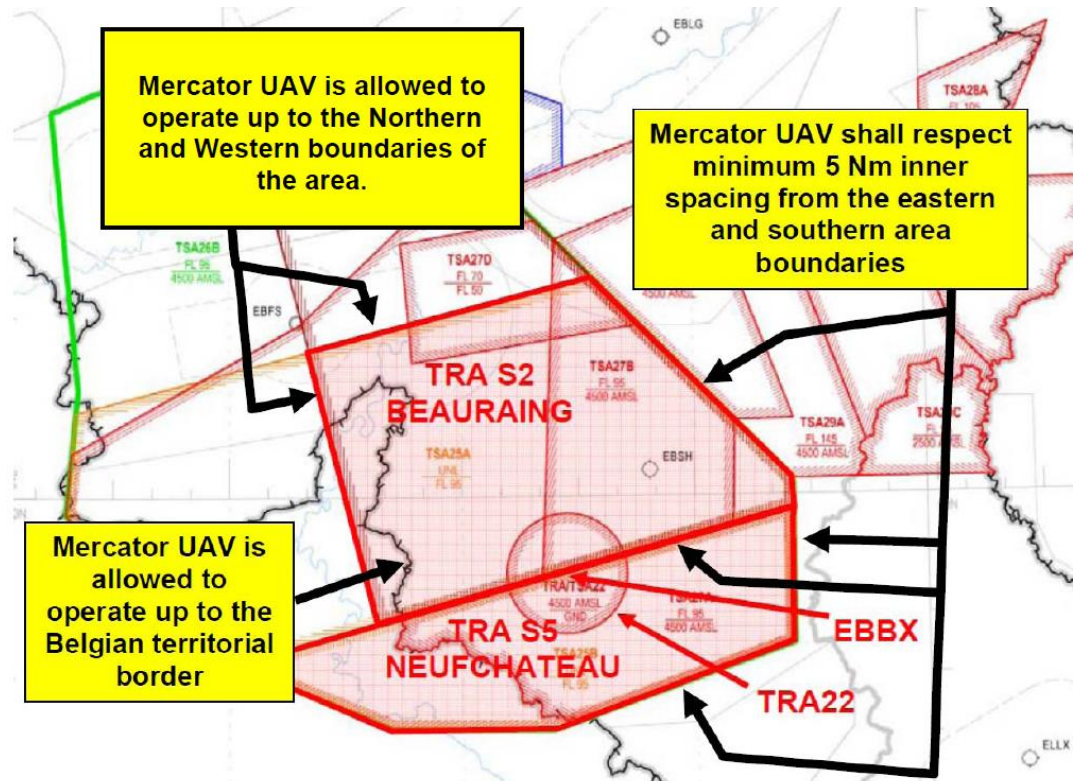 EBLG
TSA28A
FL 105
Mercator UAV is allowed to
operate up to the Northern
and Western boundaries of
the area.
Mercator UAV shall respect
minimum 5 Nm inner
spacing from the eastern
and southern area
boundaries
TSA26B
FL 95
4500 AMSL
TSA27D
FL 70
FL 50
4500 AMSL
EBFS
TRA S2
BEAURAING
TSA27B
FL 95
4500 AMSL
TSA29A
FL 145
4500 AMSL
FL
2500 AMSL
TSA25A
UNL
FL 95
EBSH
Mercator UAV is
allowed to
operate up to the
Belgian territorial
border
TRA/TSA22
4500 AMSL
GND
FL 95
4500 AMSL
TRA S5
NEUFCHATEAU
TSA25B
FL 95
EBBX
TRA22
ELLX